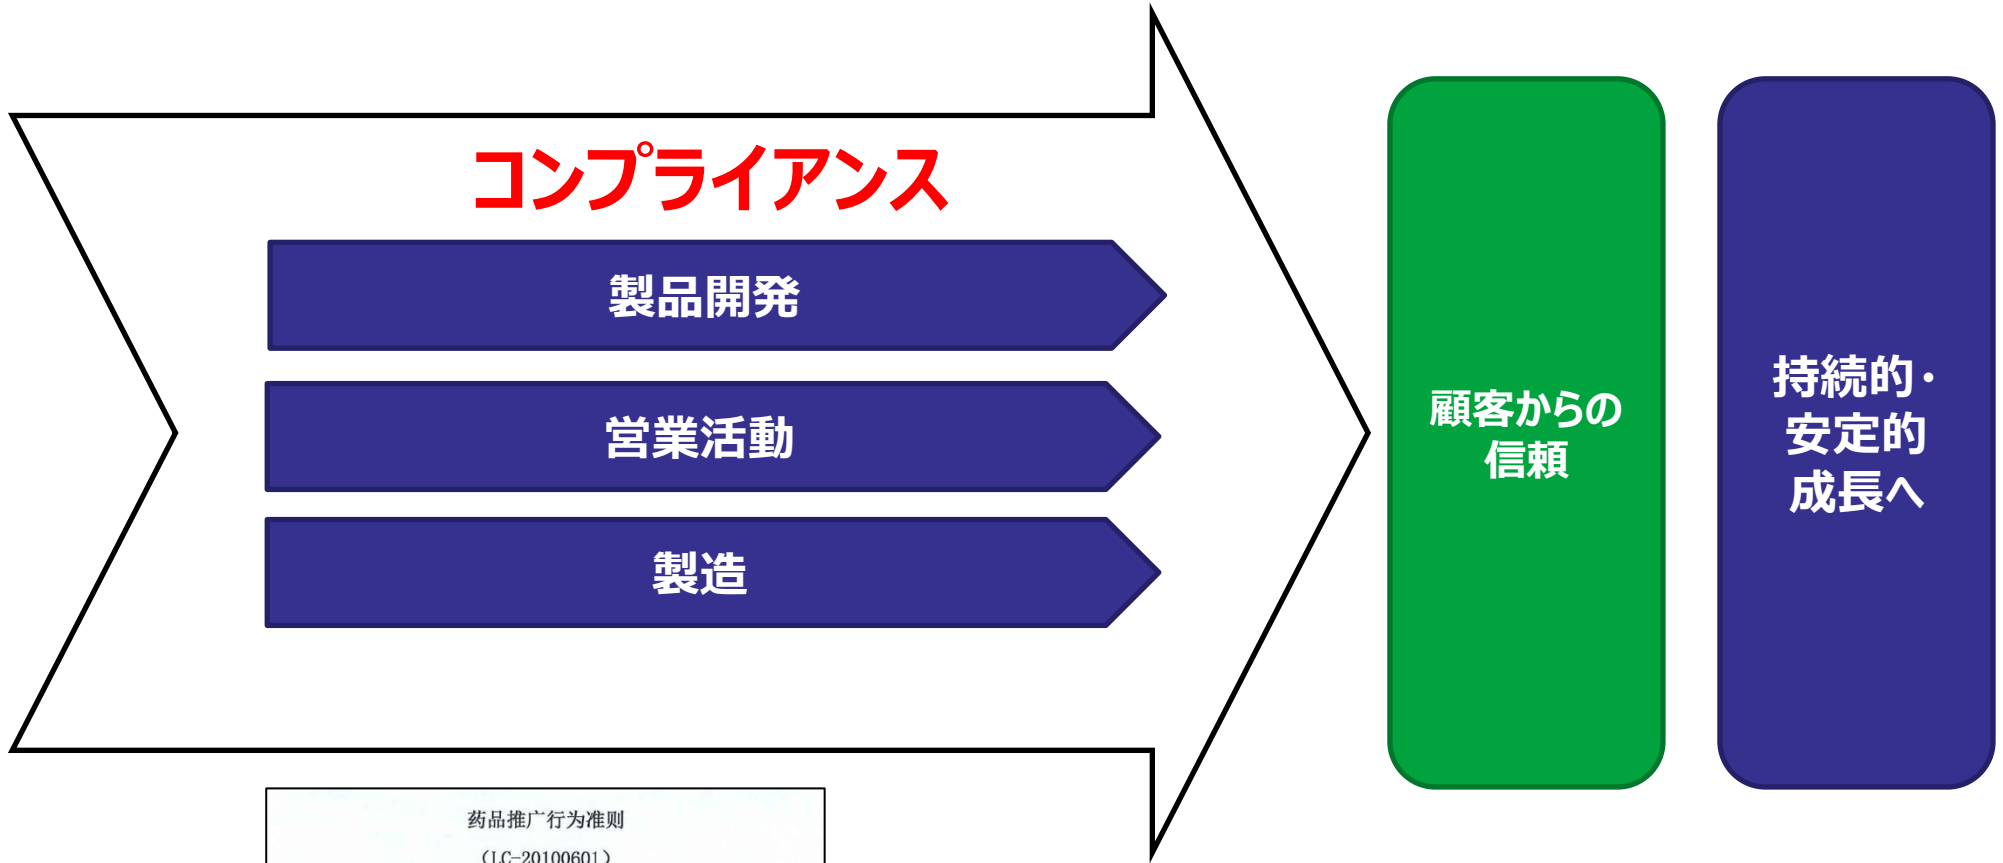 コンプライアンス
製品開発
営業活動
製造
顧客からの
信頼
持続的・
安定的
成長へ
药品推广行为准则
（LC-20100601）